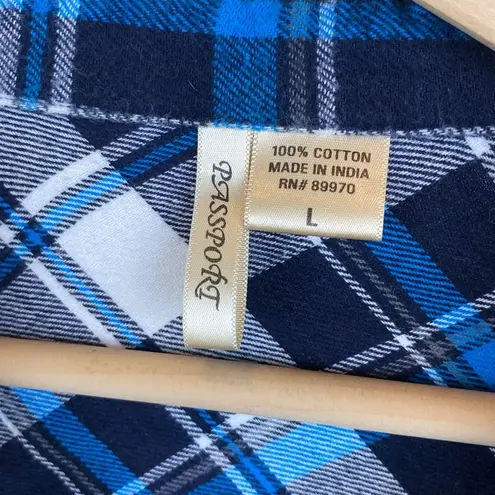 PASSPORT
100% COTTON
MADE IN INDIA
RN# 89970
L